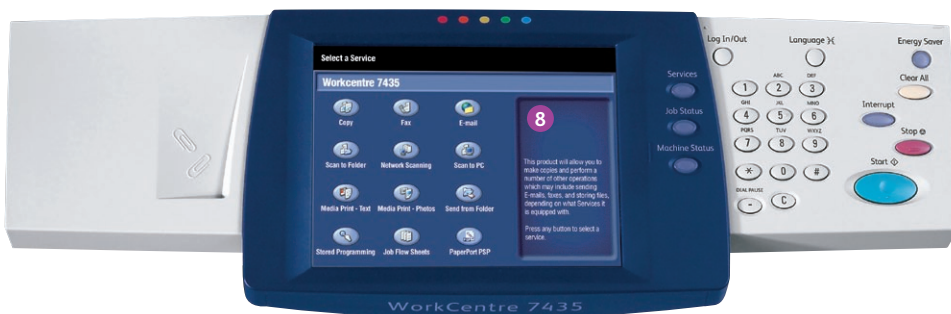 Select a Service
Workcentre 7435
Copy
Fax
E-mail
Scan to Folder
Network Scanning
Scan to PC
Media Print - Text
Media Print - Photos
Send from Folder
Stored Programming
Job Flow Sheets
PaperPort PSP
8
This product will allow you to
make copies and perform a
number of other operations
which may include sending
E-mails, faxes, and storing files,
depending on what Services it
is equipped with.
Press any button to select a
service.
Services
Job Status
Machine Status
Log In/Out
Language
Energy Saver
Clear All
Interrupt
Stop
Start
ABC
DEF
1
2
3
GHI
JKL
MNO
4
5
6
PQRS
TUV
WXYZ
7
8
9
*
0
#
DIAL PAUSE
-
C
WorkCentre 7435